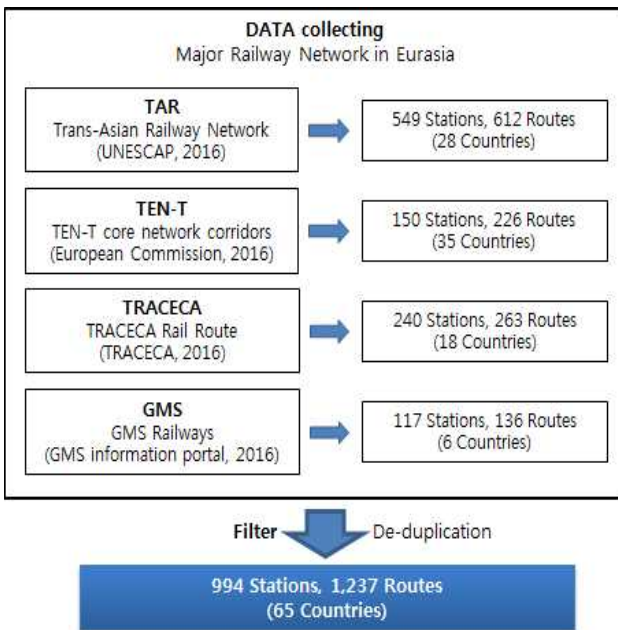 DATA collecting
Major Railway Network in Eurasia
TAR
Trans-Asian Railway Network
(UNESCAP, 2016)
549 Stations, 612 Routes
(28 Countries)
TEN-T
TEN-T core network corridors
(European Commission, 2016)
150 Stations, 226 Routes
(35 Countries)
TRACECA
TRACECA Rail Route
(TRACECA, 2016)
240 Stations, 263 Routes
(18 Countries)
GMS
GMS Railways
(GMS information portal, 2016)
117 Stations, 136 Routes
(6 Countries)
Filter De-duplication
994 Stations, 1,237 Routes
(65 Countries)